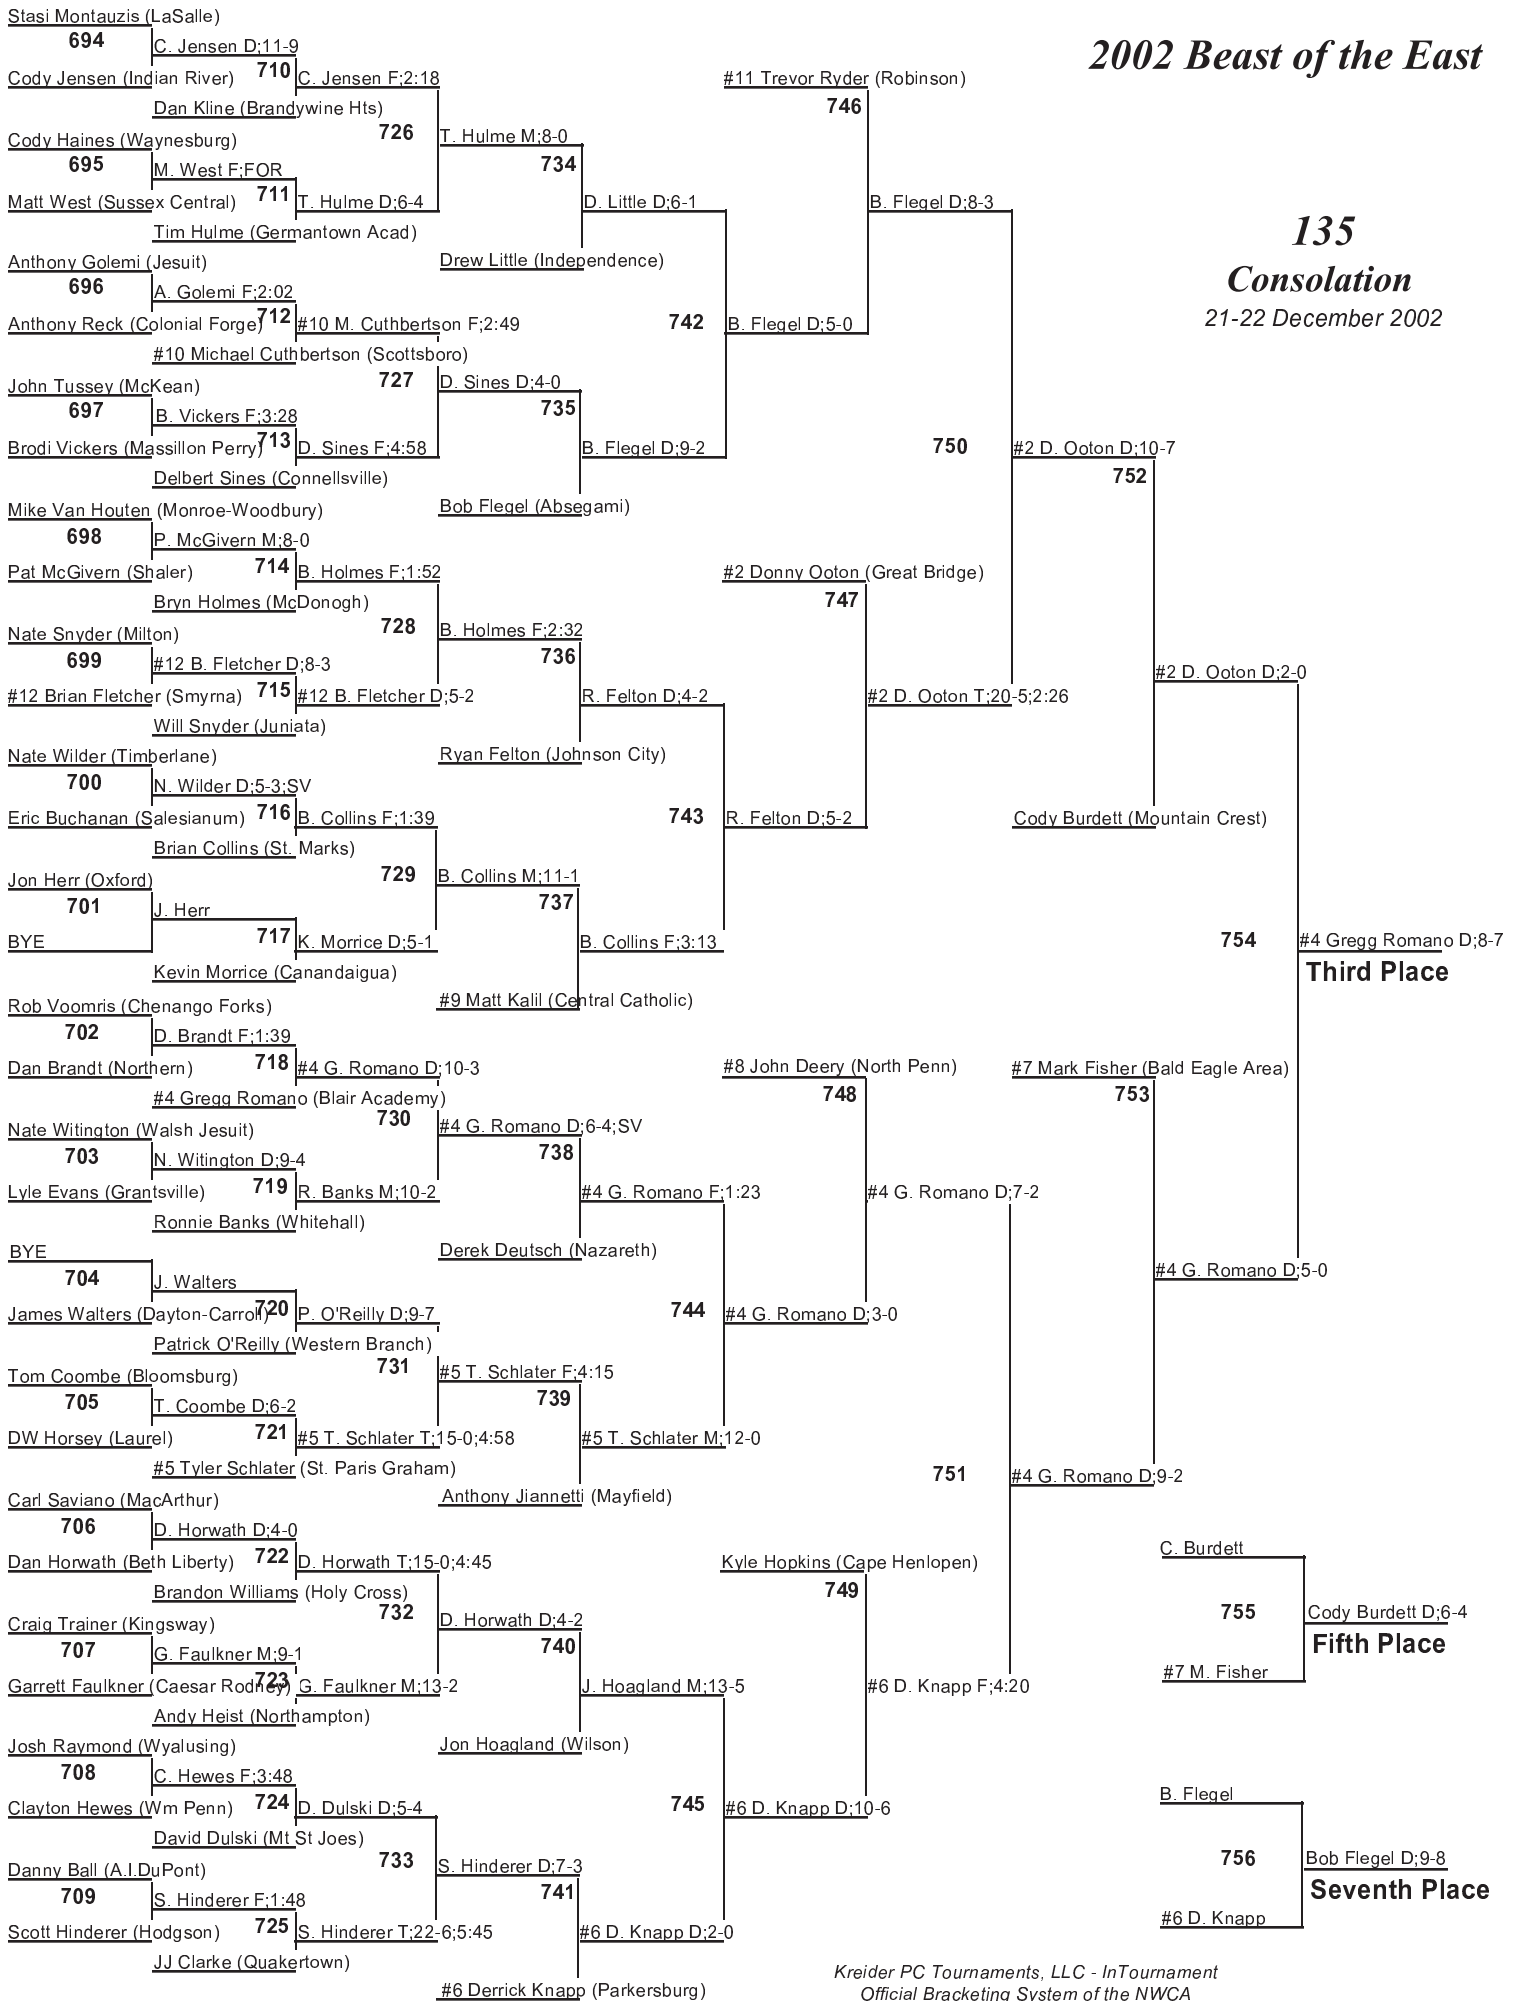 2002 Beast of the East
135
Consolation
21-22 December 2002
Stasi Montauzis (LaSalle)
694
C. Jensen D;11-9
Cody Jensen (Indian River)
710
C. Jensen F;2:18
Dan Kline (Brandywine Hts)
726
Cody Haines (Waynesburg)
695
M. West F;FOR
Matt West (Sussex Central)
711
T. Hulme D;6-4
Tim Hulme (Germantown Acad)
T. Hulme M;8-0
734
D. Little D;6-1
Drew Little (Independence)
Anthony Golemi (Jesuit)
696
A. Golemi F;2:02
Anthony Reck (Colonial Forge)
712
#10 M. Cuthbertson F;2:49
#10 Michael Cuthbertson (Scottsboro)
727
John Tussey (McKean)
697
B. Vickers F;3:28
Brodi Vickers (Massillon Perry)
713
D. Sines F;4:58
Delbert Sines (Connellsville)
D. Sines D;4-0
735
B. Flegel D;9-2
Bob Flegel (Absegami)
742
B. Flegel D;5-0
#11 Trevor Ryder (Robinson)
746
B. Flegel D;8-3
Mike Van Houten (Monroe-Woodbury)
698
P. McGivern M;8-0
Pat McGivern (Shaler)
714
B. Holmes F;1:52
Bryn Holmes (McDonogh)
728
Nate Snyder (Milton)
699
#12 B. Fletcher D;8-3
#12 Brian Fletcher (Smyrna)
715
#12 B. Fletcher D;5-2
Will Snyder (Juniata)
B. Holmes F;2:32
736
R. Felton D;4-2
Ryan Felton (Johnson City)
Nate Wilder (Timberlane)
700
N. Wilder D;5-3;SV
Eric Buchanan (Salesianum)
716
B. Collins F;1:39
Brian Collins (St. Marks)
729
Jon Herr (Oxford)
701
J. Herr
BYE
717
K. Morrice D;5-1
Kevin Morrice (Canandaigua)
B. Collins M;11-1
737
B. Collins F;3:13
#9 Matt Kalil (Central Catholic)
743
R. Felton D;5-2
#2 Donny Ooton (Great Bridge)
747
#2 D. Ooton T;20-5;2:26
750
#2 D. Ooton D;10-7
752
#2 D. Ooton D;2-0
Cody Burdett (Mountain Crest)
Rob Voomris (Chenango Forks)
702
D. Brandt F;1:39
Dan Brandt (Northern)
718
#4 G. Romano D;10-3
#4 Gregg Romano (Blair Academy)
730
Nate Witington (Walsh Jesuit)
703
N. Witington D;9-4
Lyle Evans (Grantsville)
719
R. Banks M;10-2
Ronnie Banks (Whitehall)
#4 G. Romano D;6-4;SV
738
#4 G. Romano F;1:23
Derek Deutsch (Nazareth)
BYE
704
J. Walters
James Walters (Dayton-Carroll)
720
P. O'Reilly D;9-7
Patrick O'Reilly (Western Branch)
731
Tom Coombe (Bloomsburg)
705
T. Coombe D;6-2
DW Horsey (Laurel)
721
#5 T. Schlater T;15-0;4:58
#5 Tyler Schlater (St. Paris Graham)
#5 T. Schlater F;4:15
739
#5 T. Schlater M;12-0
Anthony Jiannetti (Mayfield)
744
#4 G. Romano D;3-0
#8 John Deery (North Penn)
748
#4 G. Romano D;7-2
Carl Saviano (MacArthur)
706
D. Horwath D;4-0
Dan Horwath (Beth Liberty)
722
D. Horwath T;15-0;4:45
Brandon Williams (Holy Cross)
732
Craig Trainer (Kingsway)
707
G. Faulkner M;9-1
Garrett Faulkner (Caesar Rodney)
723
G. Faulkner M;13-2
Andy Heist (Northampton)
D. Horwath D;4-2
740
J. Hoagland M;13-5
Jon Hoagland (Wilson)
Josh Raymond (Wyalusing)
708
C. Hewes F;3:48
Clayton Hewes (Wm Penn)
724
D. Dulski D;5-4
David Dulski (Mt St Joes)
733
Danny Ball (A.I.DuPont)
709
S. Hinderer F;1:48
Scott Hinderer (Hodgson)
725
S. Hinderer T;22-6;5:45
JJ Clarke (Quakertown)
S. Hinderer D;7-3
741
#6 D. Knapp D;2-0
#6 Derrick Knapp (Parkersburg)
745
#6 D. Knapp D;10-6
Kyle Hopkins (Cape Henlopen)
749
#6 D. Knapp F;4:20
751
#4 G. Romano D;9-2
#7 Mark Fisher (Bald Eagle Area)
753
#4 G. Romano D;5-0
754
#4 Gregg Romano D;8-7
Third Place
C. Burdett
755
Cody Burdett D;6-4
Fifth Place
#7 M. Fisher
B. Flegel
756
Bob Flegel D;9-8
Seventh Place
#6 D. Knapp
Kreider PC Tournaments, LLC - InTournament
Official Bracketing System of the NWCA